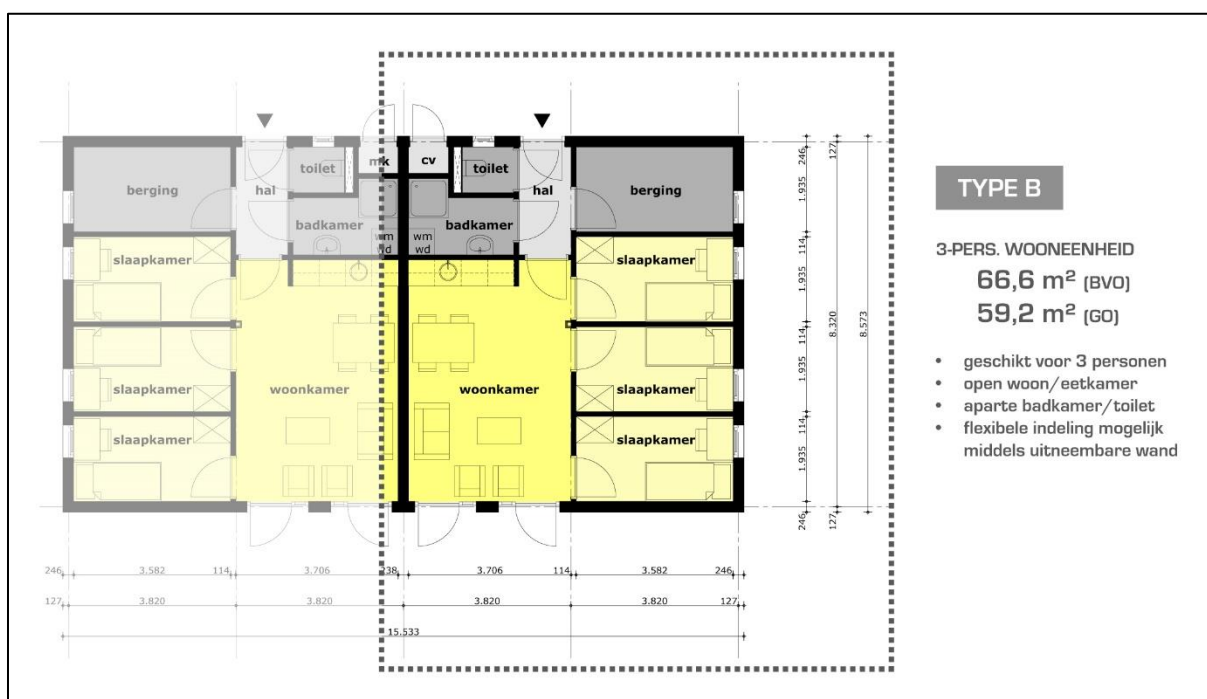 mk
cv
toilet
toilet
berging
hal
hal
berging
badkamer
badkamer
wm
wd
wm
wd
slaapkamer
slaapkamer
slaapkamer
woonkamer
woonkamer
slaapkamer
slaapkamer
slaapkamer
246
1.935
114
1.935
114
1.935
114
1.935
246
127
8.320
127
8.573
246
3.582
114
3.706
238
3.706
114
3.582
246
127
3.820
3.820
3.820
3.820
127
15.533
TYPE B
3-PERS. WOONEENHEID
66,6 m² (BVO)
59,2 m² (GO)
• geschikt voor 3 personen
• open woon/eetkamer
• aparte badkamer/toilet
• flexibele indeling mogelijk
middels uitneembare wand